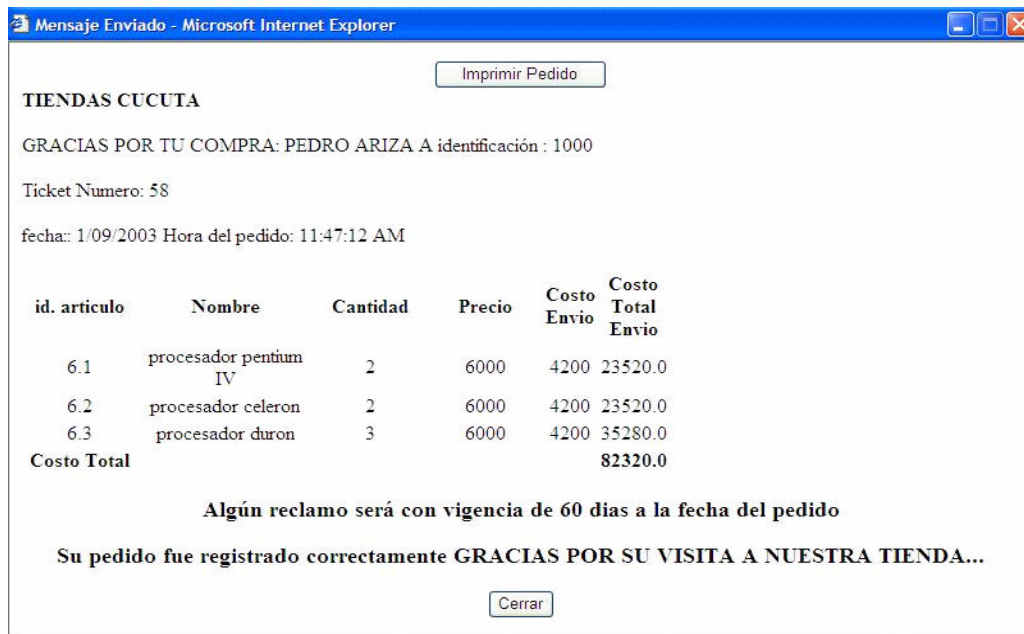 Mensaje Enviado - Microsoft Internet Explorer
Imprimir Pedido
TIENDAS CUCUTA
GRACIAS POR TU COMPRA: PEDRO ARIZA A identificación : 1000
Ticket Numero: 58
fecha:: 1/09/2003 Hora del pedido: 11:47:12 AM
id. articulo Nombre Cantidad Precio Costo Envio Costo Total Envio
6.1 procesador pentium IV 2 6000 4200 23520.0
6.2 procesador celeron 2 6000 4200 23520.0
6.3 procesador duron 3 6000 4200 35280.0
Costo Total 82320.0
Algún reclamo será con vigencia de 60 dias a la fecha del pedido
Su pedido fue registrado correctamente GRACIAS POR SU VISITA A NUESTRA TIENDA...
Cerrar